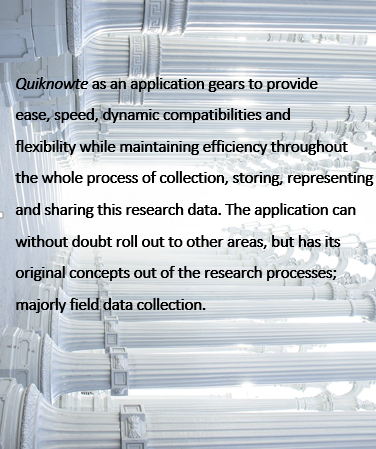 Quiknowte as an application gears to provide
ease, speed, dynamic compatibilities and
flexibility while maintaining efficiency throughout
the whole process of collection, storing, representing
and sharing this research data. The application can
without doubt roll out to other areas, but has its
original concepts out of the research processes;
majorly field data collection.